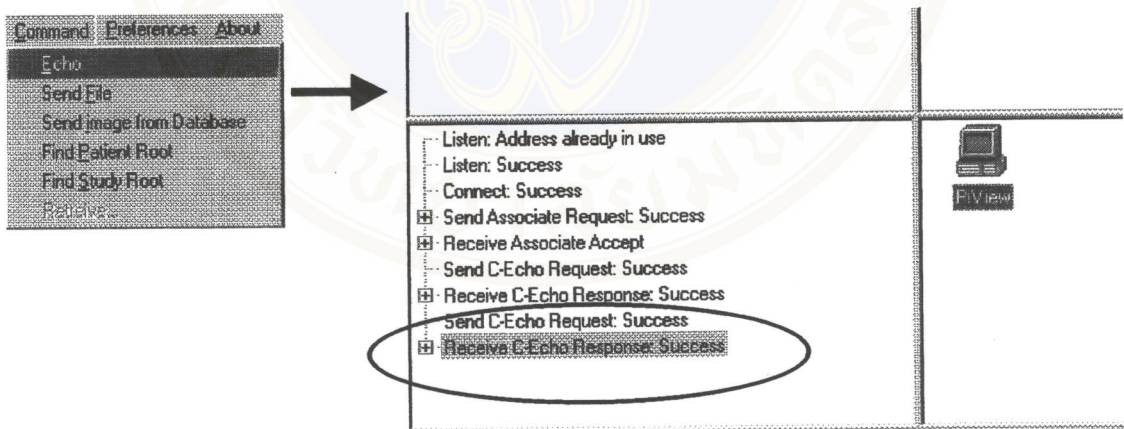 Command Preferences About
Echo
Send File
Send image from Database
Find Patient Root
Find Study Root
Retrieve...
Listen: Address already in use
Listen: Success
Connect: Success
Send Associate Request: Success
Receive Associate Accept
Send C-Echo Request: Success
Receive C-Echo Response: Success
Send C-Echo Request: Success
Receive C-Echo Response: Success
PiView